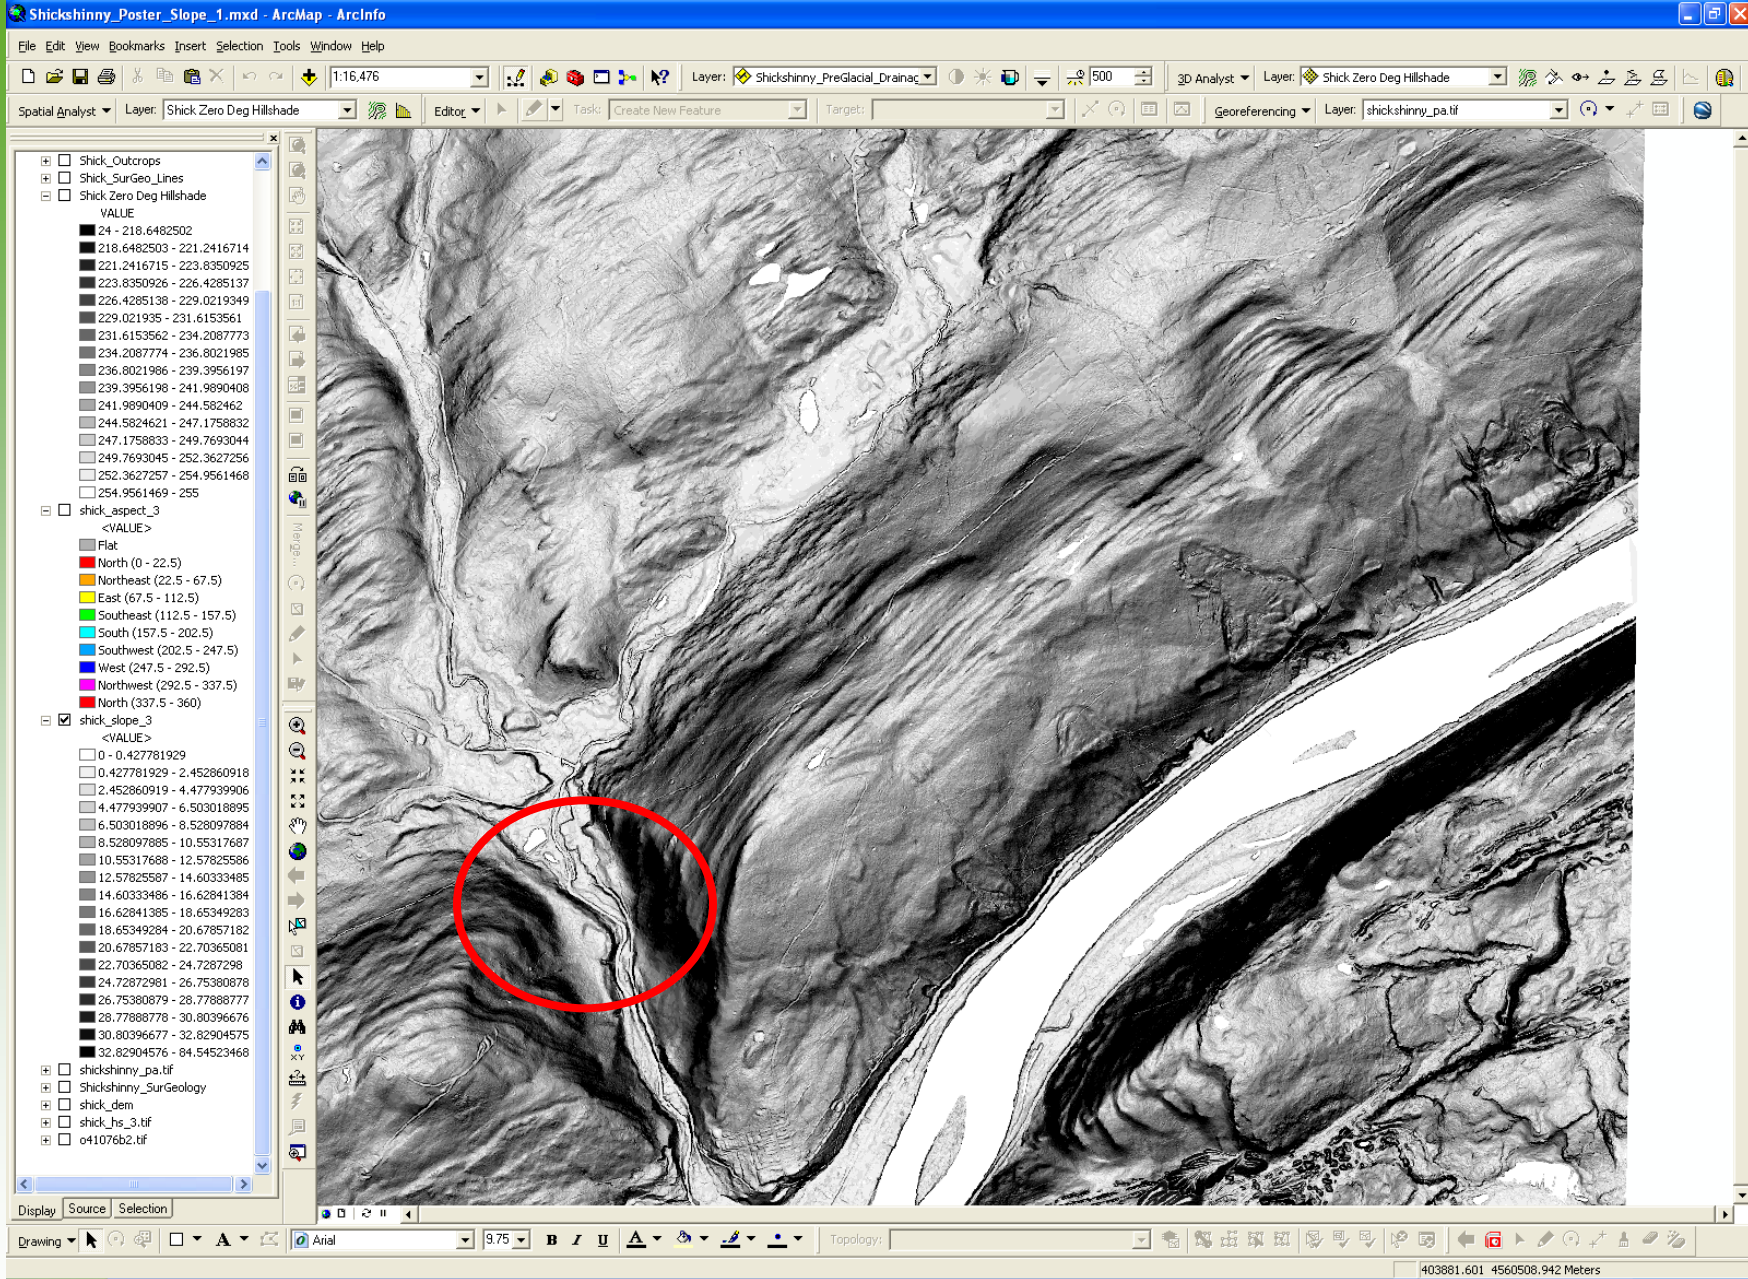 Shickshinny_Poster_Slope_1.mxd - ArcMap - ArcInfo
File Edit View Bookmarks Insert Selection Tools Window Help
1:16,476 Layer: Shickshinny_PreGlacial_Drainag 500 3D Analyst Layer: Shick Zero Deg Hillshade
Spatial Analyst Layer: Shick Zero Deg Hillshade Editor Task: Create New Feature Target: Georeferencing Layer: shickshinny_pa.tif
Shick_Outcrops
Shick_SurGeo_Lines
Shick Zero Deg Hillshade
VALUE
24 - 218.6482502
218.6482503 - 221.2416714
221.2416715 - 223.8350925
223.8350926 - 226.4285137
226.4285138 - 229.0219349
229.021935 - 231.6153561
231.6153562 - 234.2087773
234.2087774 - 236.8021985
236.8021986 - 239.3956197
239.3956198 - 241.9890408
241.9890409 - 244.582462
244.5824621 - 247.1758832
247.1758833 - 249.7693044
249.7693045 - 252.3627256
252.3627257 - 254.9561468
254.9561469 - 255
shick_aspect_3
<VALUE>
Flat
North (0 - 22.5)
Northeast (22.5 - 67.5)
East (67.5 - 112.5)
Southeast (112.5 - 157.5)
South (157.5 - 202.5)
Southwest (202.5 - 247.5)
West (247.5 - 292.5)
Northwest (292.5 - 337.5)
North (337.5 - 360)
shick_slope_3
<VALUE>
0 - 0.427781929
0.427781929 - 2.452860918
2.452860919 - 4.477939906
4.477939907 - 6.503018895
6.503018896 - 8.528097884
8.528097885 - 10.55317687
10.55317688 - 12.57825586
12.57825587 - 14.60333485
14.60333486 - 16.62841384
16.62841385 - 18.65349283
18.65349284 - 20.67857182
20.67857183 - 22.70365081
22.70365082 - 24.7287298
24.72872981 - 26.75380878
26.75380879 - 28.77888777
28.77888778 - 30.80396676
30.80396677 - 32.82904575
32.82904576 - 84.54523468
shickshinny_pa.tif
Shickshinny_SurGeology
shick_dem
shick_hs_3.tif
o41076b2.tif
Merge...
XY
Display Source Selection
Drawing A Arial 9.75 B I U A Topology:
403881.601 4560508.942 Meters